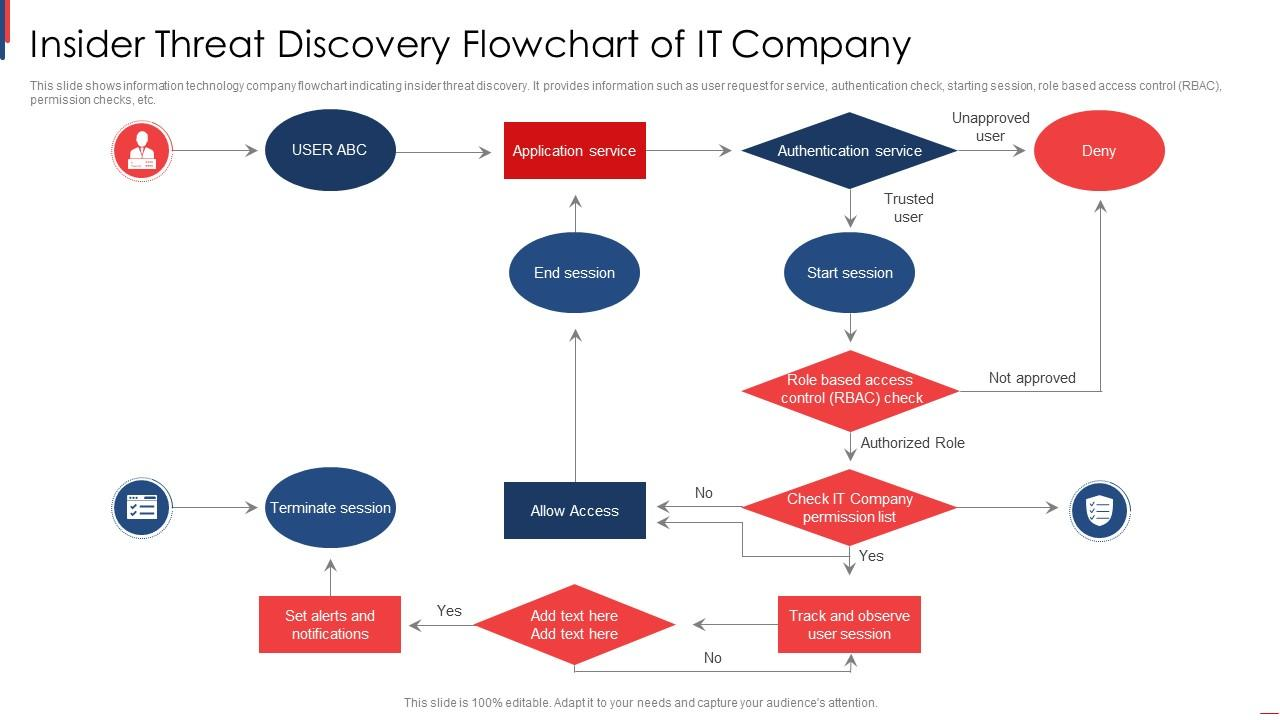 Insider Threat Discovery Flowchart of IT Company
This slide shows information technology company flowchart indicating insider threat discovery. It provides information such as user request for service, authentication check, starting session, role based access control (RBAC),
permission checks, etc.
USER ABC
Application service
Authentication service
Unapproved
user
Deny
Trusted
user
End session
Start session
Role based access
control (RBAC) check
Not approved
Authorized Role
Terminate session
Allow Access
No
Check IT Company
permission list
Yes
Set alerts and
notifications
Yes
Add text here
Add text here
Track and observe
user session
No
This slide is 100% editable. Adapt it to your needs and capture your audience's attention.